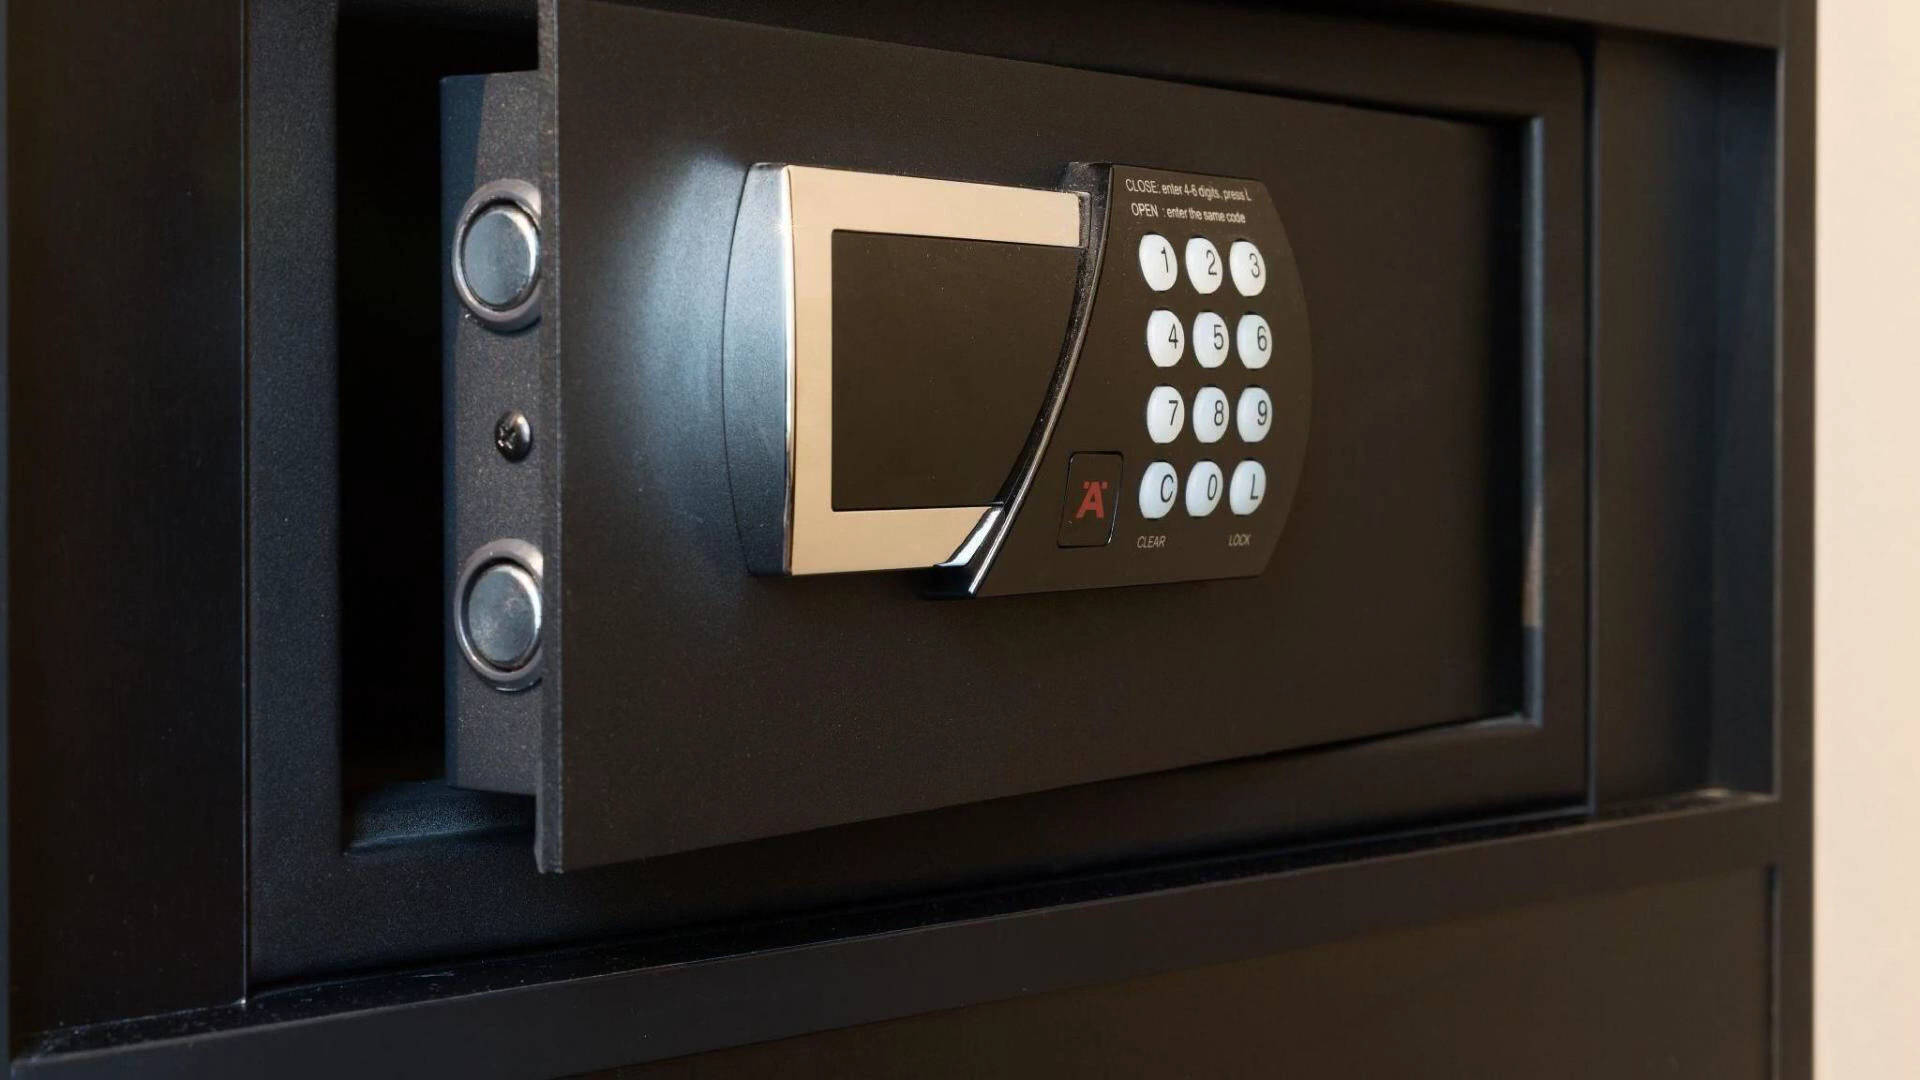 CLOSE: enter 4-6 digits, press L
OPEN : enter the same code
1 2 3
4 5 6
7 8 9
Ä
C 0 L
CLEAR LOCK